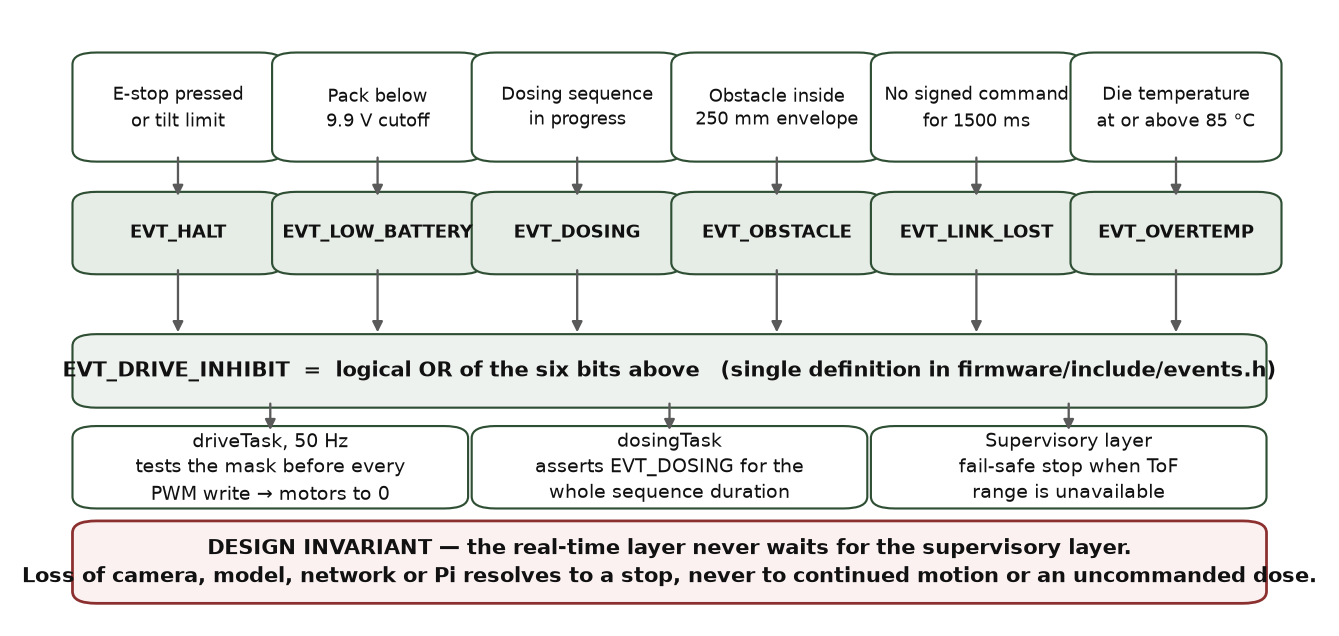 E-stop pressed
or tilt limit
Pack below
9.9 V cutoff
Dosing sequence
in progress
Obstacle inside
250 mm envelope
No signed command
for 1500 ms
Die temperature
at or above 85 °C
EVT_HALT
EVT_LOW_BATTERY
EVT_DOSING
EVT_OBSTACLE
EVT_LINK_LOST
EVT_OVERTEMP
EVT_DRIVE_INHIBIT = logical OR of the six bits above (single definition in firmware/include/events.h)
driveTask, 50 Hz
tests the mask before every
PWM write → motors to 0
dosingTask
asserts EVT_DOSING for the
whole sequence duration
Supervisory layer
fail-safe stop when ToF
range is unavailable
DESIGN INVARIANT — the real-time layer never waits for the supervisory layer.
Loss of camera, model, network or Pi resolves to a stop, never to continued motion or an uncommanded dose.